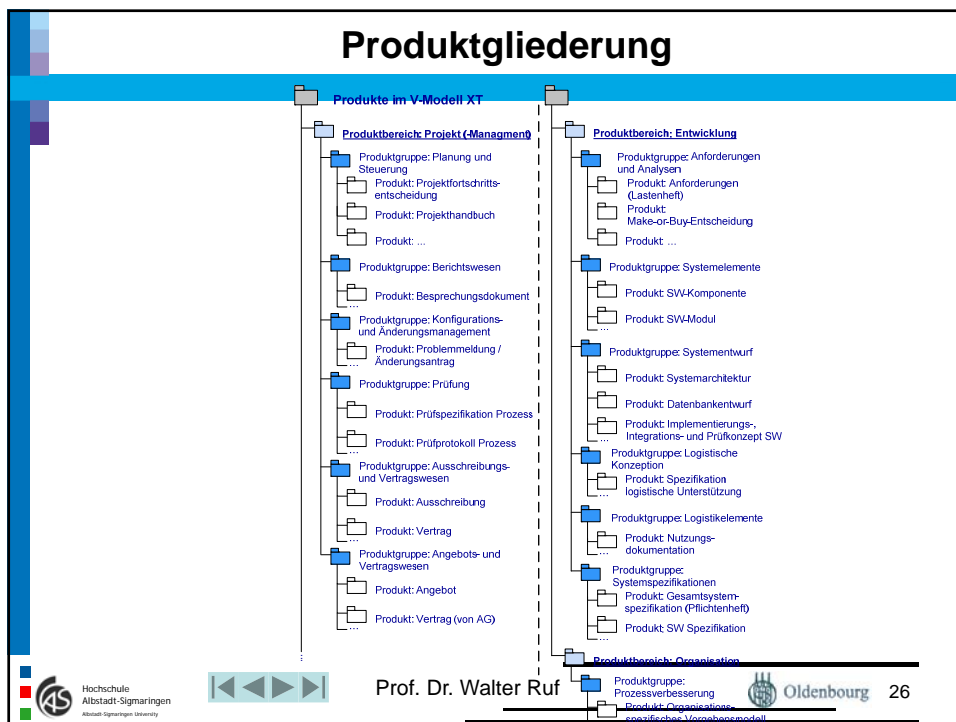 Produktgliederung
Produkte im V-Modell XT
Produktbereich: Projekt (-Managment)
Produktgruppe: Planung und
Steuerung
Produkt: Projektfortschritts-
entscheidung
Produkt: Projekthandbuch
Produkt: ...
Produktgruppe: Berichtswesen
Produkt: Besprechungsdokument
...
Produktgruppe: Konfigurations-
und Änderungsmanagement
Produkt: Problemmeldung /
Änderungsantrag
...
Produktgruppe: Prüfung
Produkt: Prüfspezifikation Prozess
Produkt: Prüfprotokoll Prozess
...
Produktgruppe: Ausschreibungs-
und Vertragswesen
Produkt: Ausschreibung
Produkt: Vertrag
...
Produktgruppe: Angebots- und
Vertragswesen
Produkt: Angebot
Produkt: Vertrag (von AG)
...
Produktbereich: Entwicklung
Produktgruppe: Anforderungen
und Analysen
Produkt: Anforderungen
(Lastenheft)
Produkt:
Make-or-Buy-Entscheidung
Produkt: ...
Produktgruppe: Systemelemente
Produkt: SW-Komponente
Produkt: SW-Modul
...
Produktgruppe: Systementwurf
Produkt: Systemarchitektur
Produkt: Datenbankentwurf
Produkt: Implementierungs-,
Integrations- und Prüfkonzept SW
...
Produktgruppe: Logistische
Konzeption
Produkt: Spezifikation
logistische Unterstützung
...
Produktgruppe: Logistikelemente
Produkt: Nutzungs-
dokumentation
...
Produktgruppe:
Systemspezifikationen
Produkt: Gesamtsystem-
spezifikation (Pflichtenheft)
Produkt: SW Spezifikation
...
Produktbereich: Organisation
Produktgruppe:
Prozessverbesserung
Produkt: Organisations-
spezifisches Vorgehensmodell
Hochschule
Albstadt-Sigmaringen
Albstadt-Sigmaringen University
Prof. Dr. Walter Ruf
Oldenbourg
26